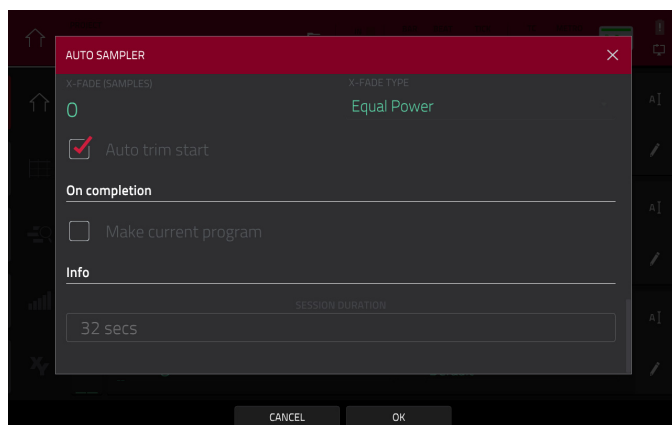 AUTO SAMPLER
X-FADE (SAMPLES)
X-FADE TYPE
0
Equal Power
Auto trim start
On completion
Make current program
Info
SESSION DURATION
32 secs
CANCEL
OK
A
A
A
XY